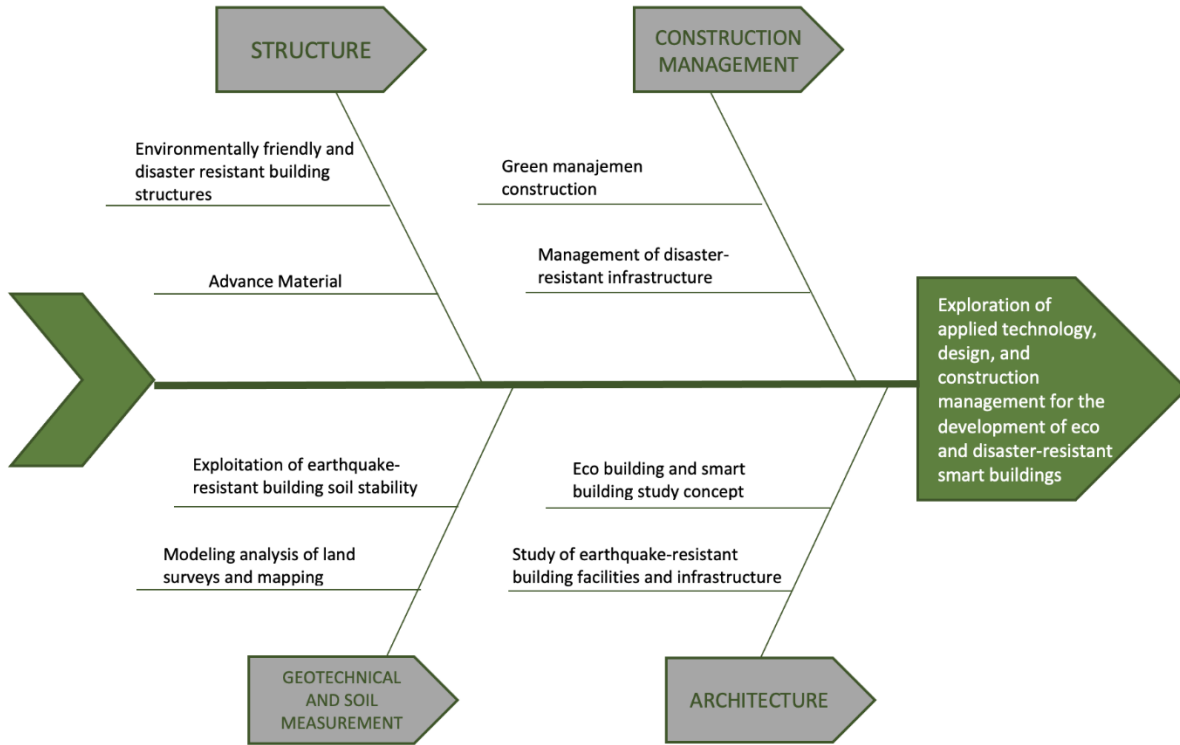 STRUCTURE
CONSTRUCTION
MANAGEMENT
Environmentally friendly and
disaster resistant building
structures
Advance Material
Green manajemen
construction
Management of disaster-
resistant infrastructure
Exploration of
applied technology,
design, and
construction
management for the
development of eco
and disaster-resistant
smart buildings
Exploitation of earthquake-
resistant building soil stability
Modeling analysis of land
surveys and mapping
Eco building and smart
building study concept
Study of earthquake-resistant
building facilities and infrastructure
GEOTECHNICAL
AND SOIL
MEASUREMENT
ARCHITECTURE